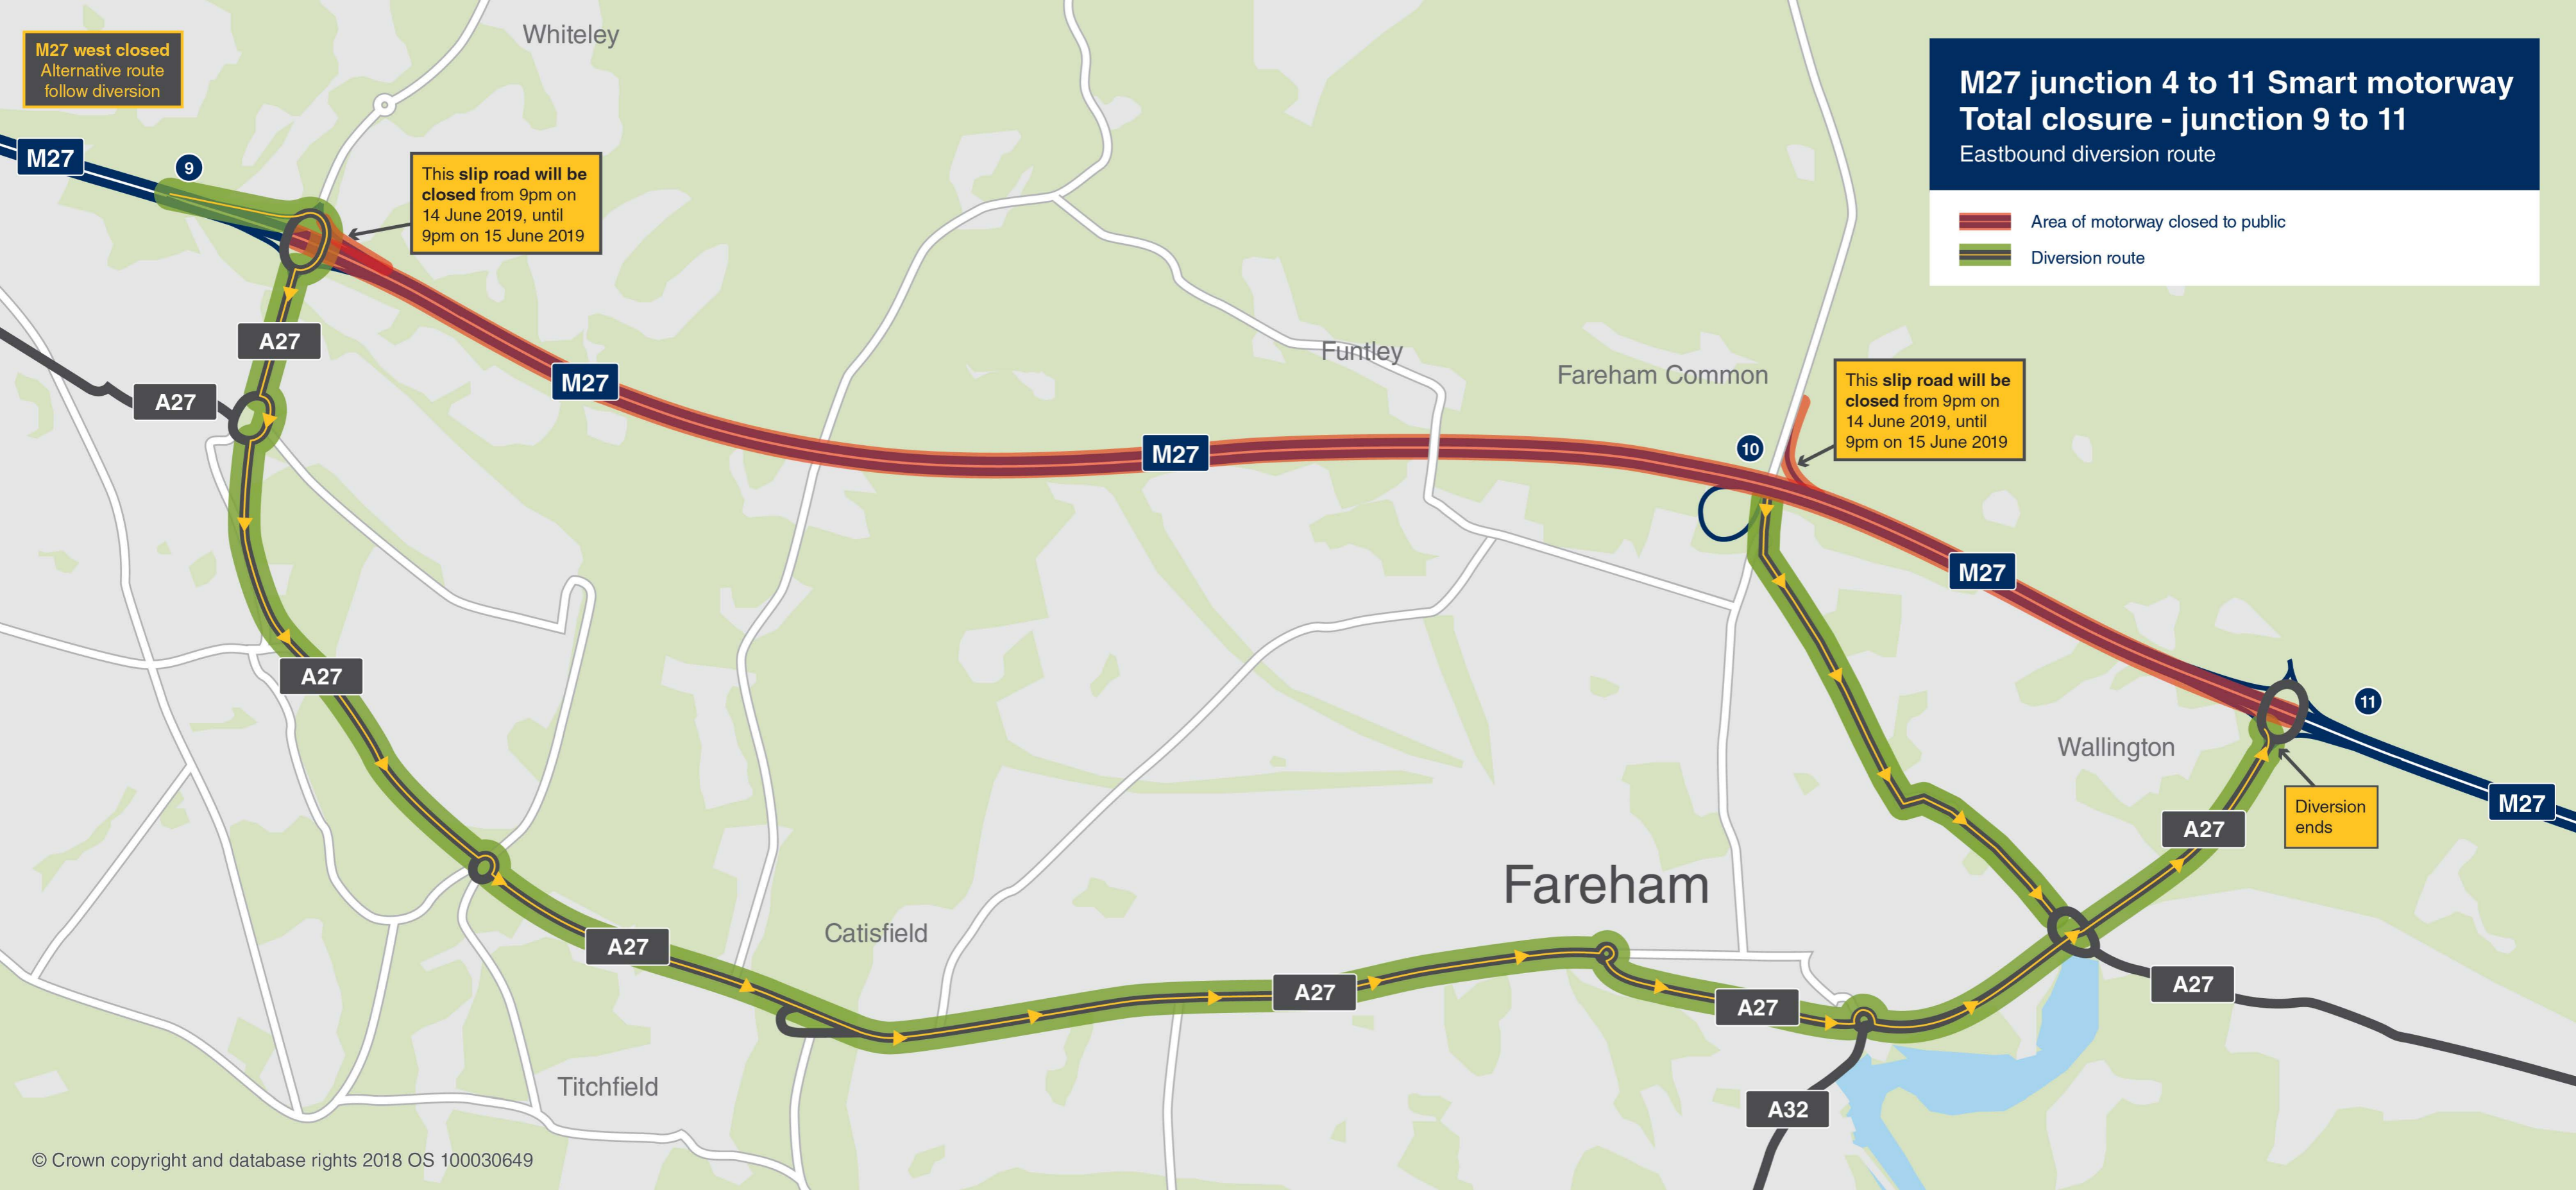 Whiteley
M27 west closed
Alternative route
follow diversion
M27 junction 4 to 11 Smart motorway
Total closure - junction 9 to 11
Eastbound diversion route
Area of motorway closed to public
Diversion route
M27
9
This slip road will be
closed from 9pm on
14 June 2019, until
9pm on 15 June 2019
A27
A27
M27
Funtley
Fareham Common
This slip road will be
closed from 9pm on
14 June 2019, until
9pm on 15 June 2019
M27
10
M27
A27
11
Wallington
M27
Diversion
ends
A27
Fareham
Catisfield
A27
A27
A27
A27
Titchfield
A32
© Crown copyright and database rights 2018 OS 100030649